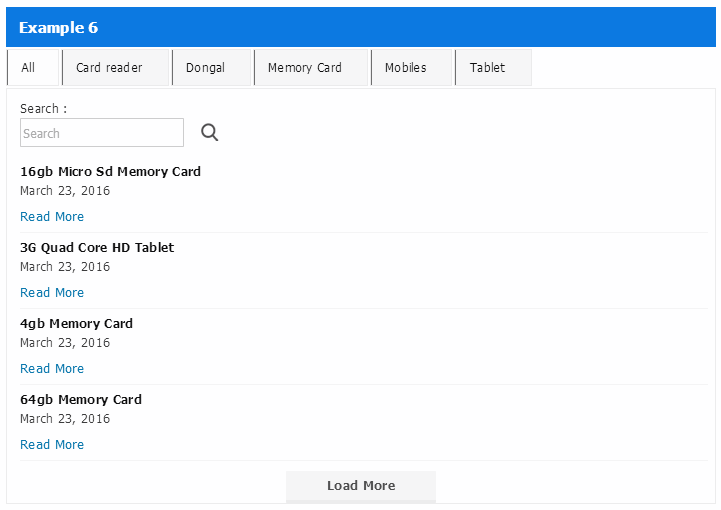 Example 6
All Card reader Dongal Memory Card Mobiles Tablet
Search :
Search
16gb Micro Sd Memory Card
March 23, 2016
Read More
3G Quad Core HD Tablet
March 23, 2016
Read More
4gb Memory Card
March 23, 2016
Read More
64gb Memory Card
March 23, 2016
Read More
Load More